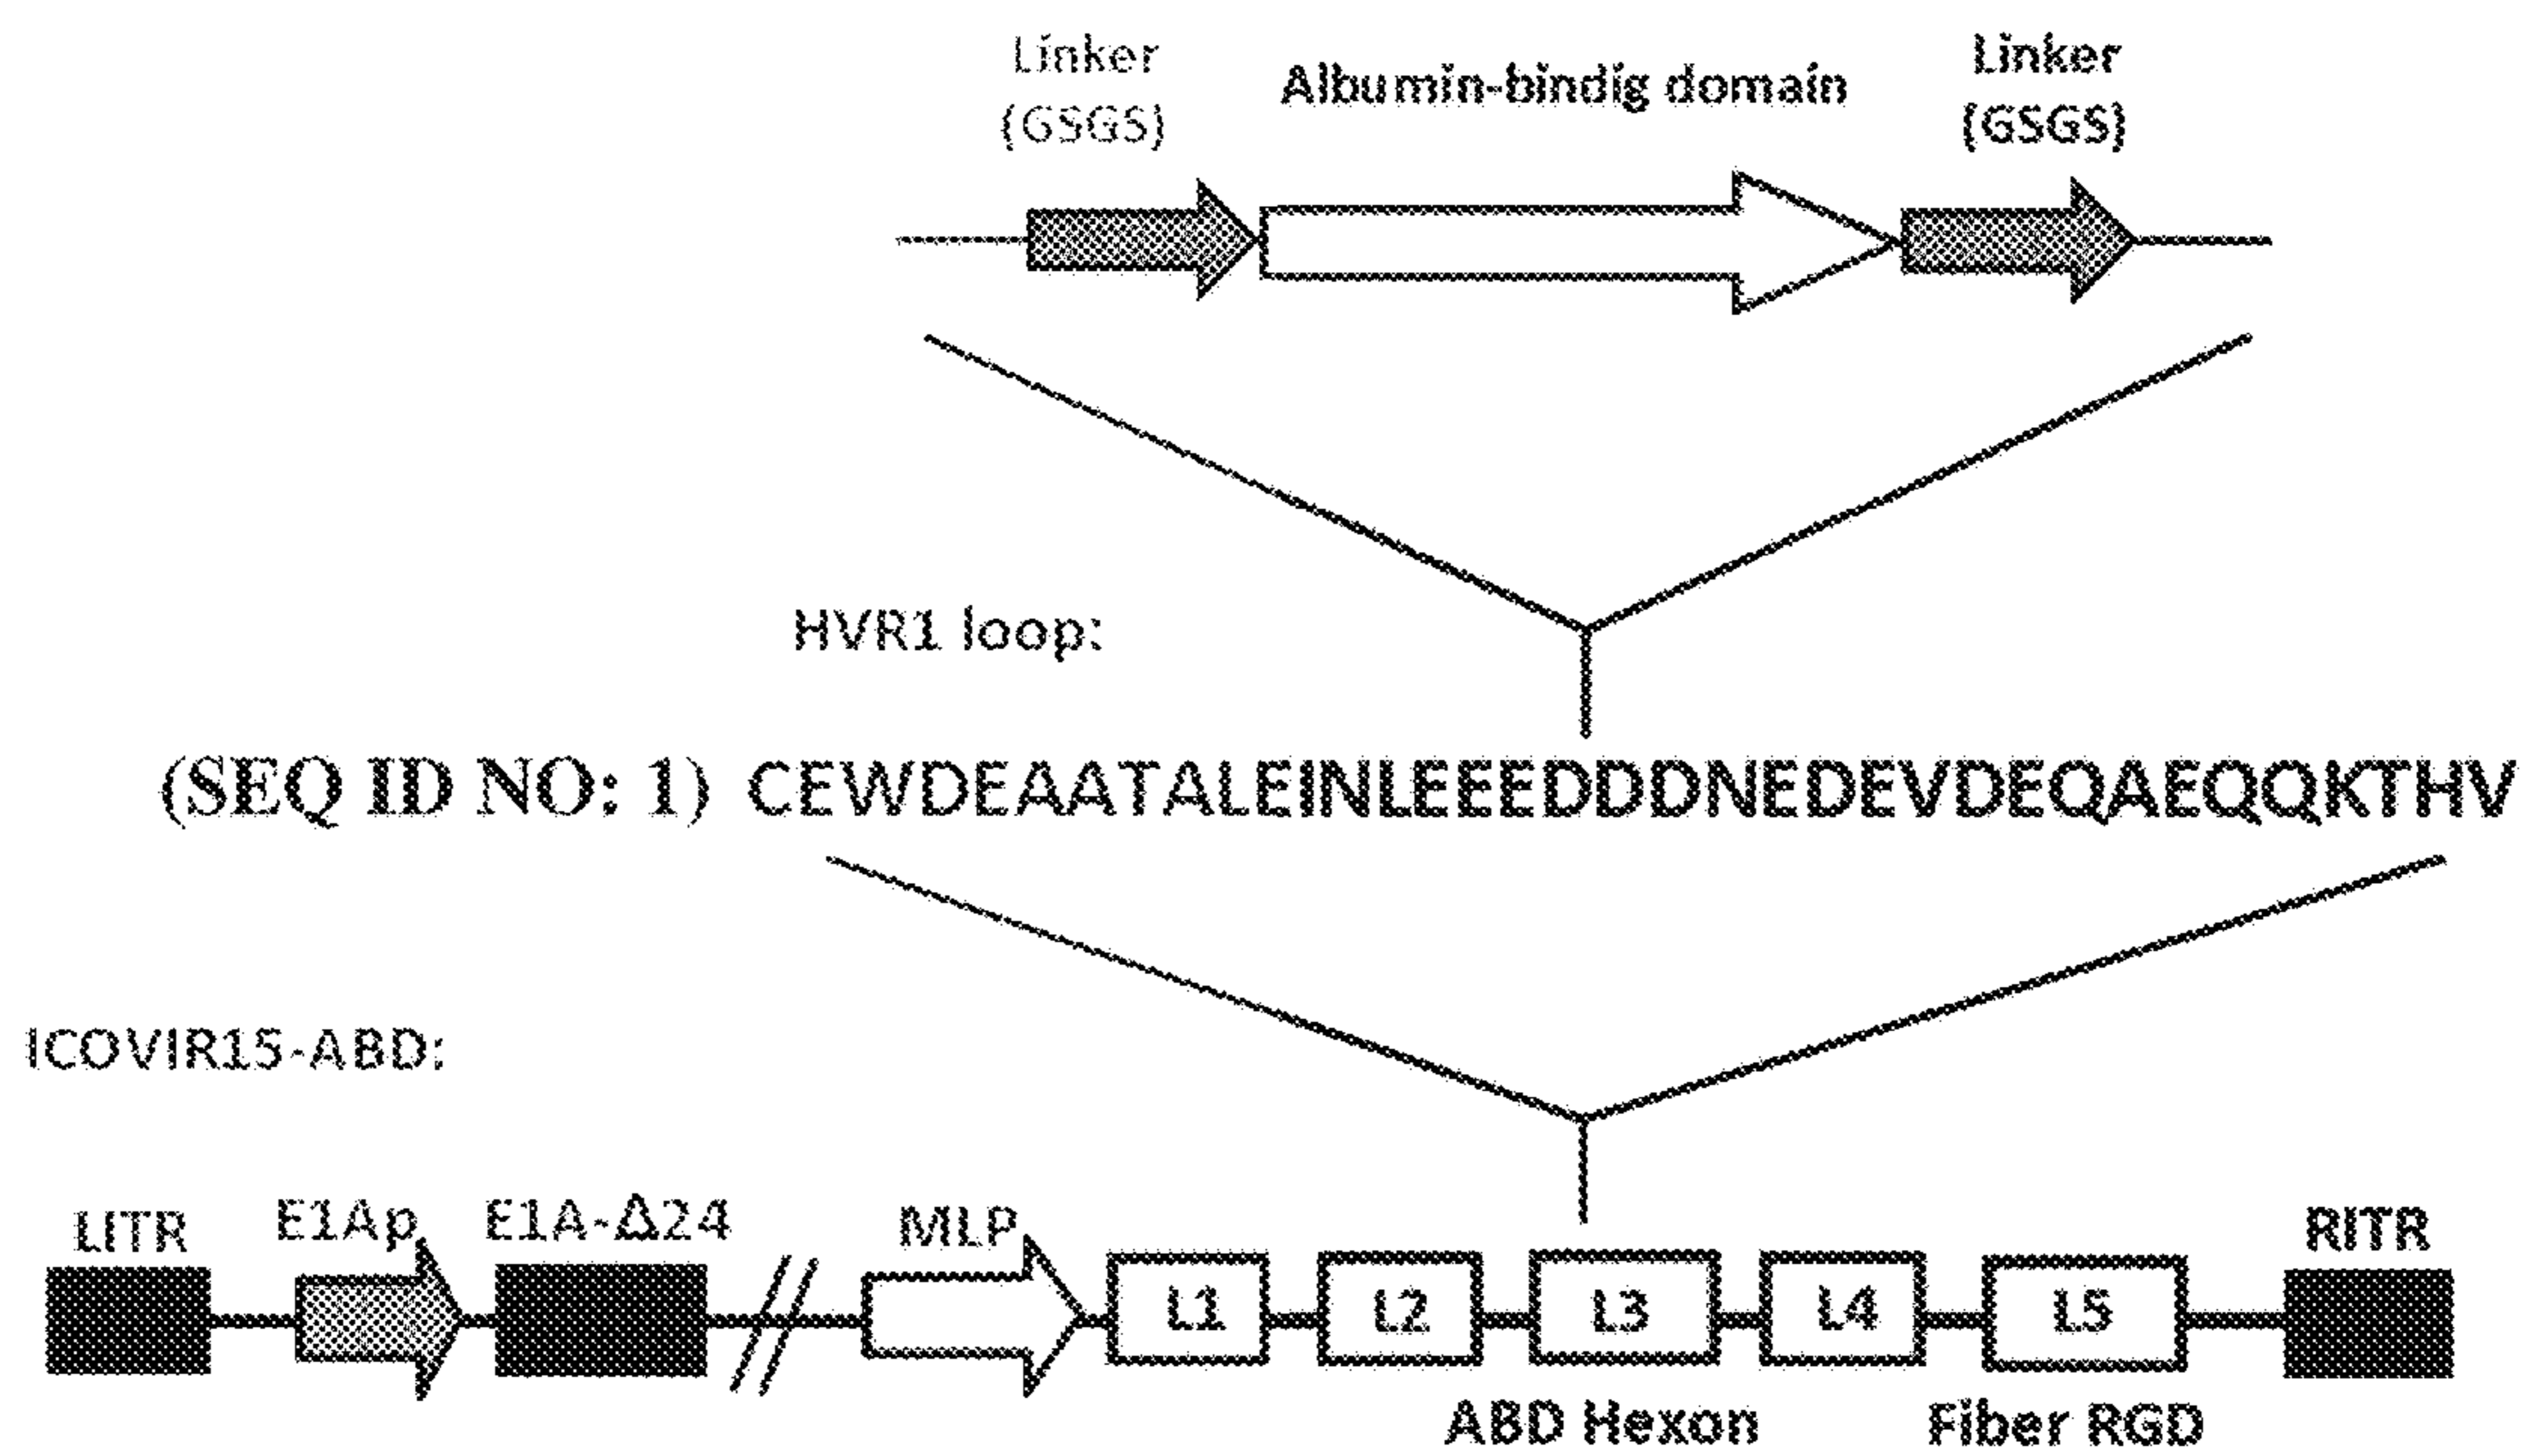 Linker
(GSGS)
Albumin-bindig domain
Linker
(GSGS)
HVR1 loop:
(SEQ ID NO: 1) CEWDEAATALEINLEEEDDDNEDEVDEQAEQQKTHV
ICOVIR15-ABD:
LITR
E1Ap
E1A-Δ24
MLP
RITR
L1
L2
L3
L4
L5
ABD Hexon
Fiber RGD